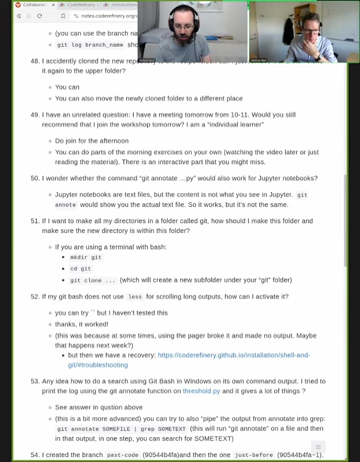 Collaborat
CodeRefinery
Introduction
notes.coderefinery.org/n
(you can use the branch na
git log branch_name sho
48. I accidently cloned the new repo
it again to the upper folder?
You can
You can also move the newly cloned folder to a different place
49. I have an unrelated question; I have a meeting tomorrow from 10-11. Would you still
recommend that I join the workshop tomorrow? I am a "individual learner"
Do join for the afternoon
You can do parts of the morning exercises on your own (watching the video later or just
reading the material). There is an interactive part that you might miss.
50. I wonder whether the command "git annotate ...py" would also work for Jupyter notebooks?
Jupyter notebooks are text files, but the content is not what you see in Jupyter. git
annote would show you the actual text file. So it works, but it's not the same.
51. If I want to make all my directories in a folder called git, how should I make this folder and
make sure the new directory is within this folder?
If you are using a terminal with bash:
mkdir git
cd git
git clone ... (which will create a new subfolder under your "git" folder)
52. If my git bash does not use less for scrolling long outputs, how can I activate it?
you can try `` but I haven't tested this
thanks, it worked!
(this was because at some times, using the pager broke it and made no output. Maybe
that happens next week?)
but then we have a recovery: https://coderefinery.github.io/installation/shell-and-
git/#troubleshooting
53. Any idea how to do a search using Git Bash in Windows on its own command output. I tried to
print the log using the git annotate function on threshold.py and it gives a lot of things ?
See answer in qustion above
(this is a bit more advanced) you can try to also "pipe" the output from annotate into grep:
git annotate SOMEFILE | grep SOMETEXT (this will run "git annotate" on a file and then
in that output, in one step, you can search for SOMETEXT)
54. I created the branch past-code (90544b4fa)and then the one just-before (90544b4fa~1).